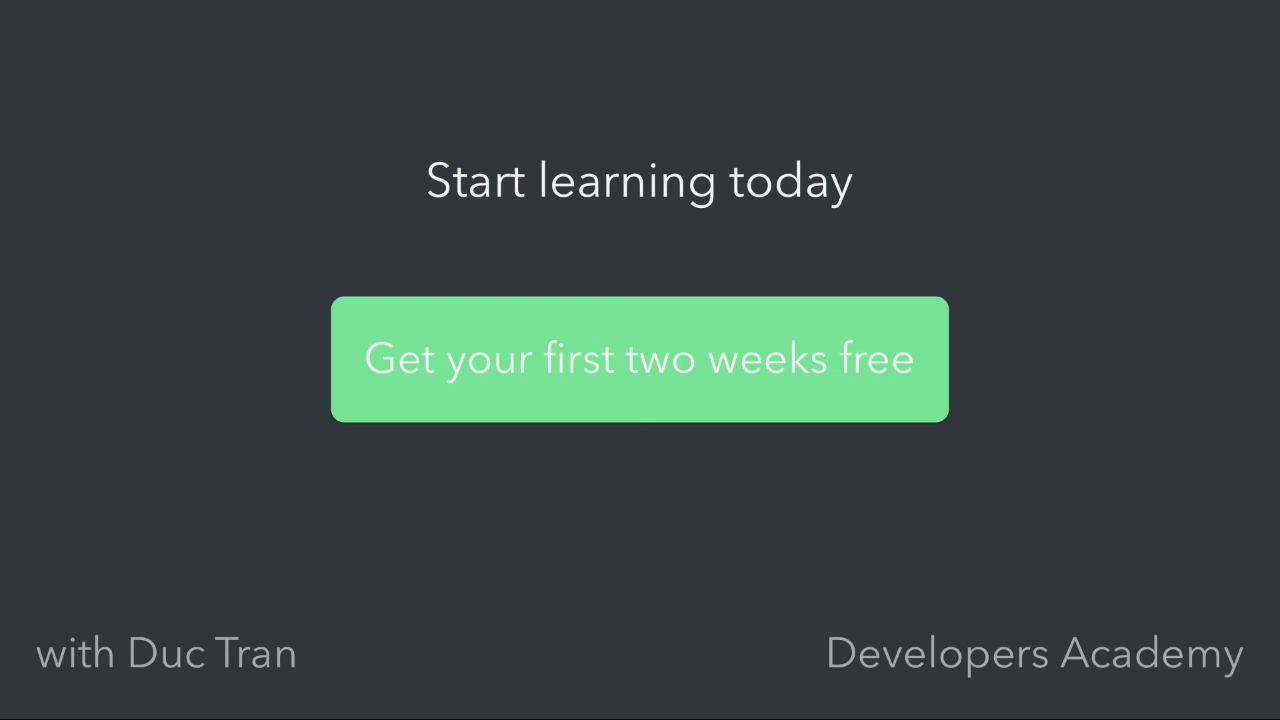 Start learning today
Get your first two weeks free
with Duc Tran
Developers Academy